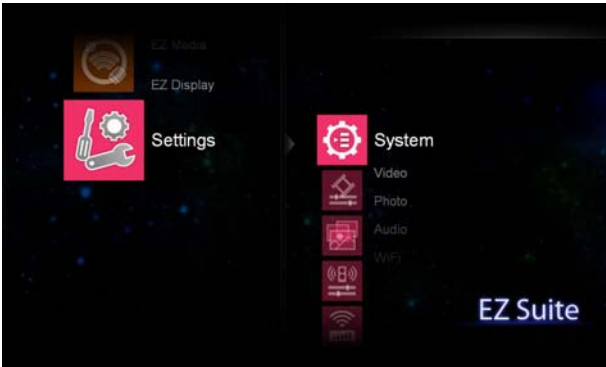 EZ Media
EZ Display
Settings
System
Video
Photo
Audio
WiFi
EZ Suite